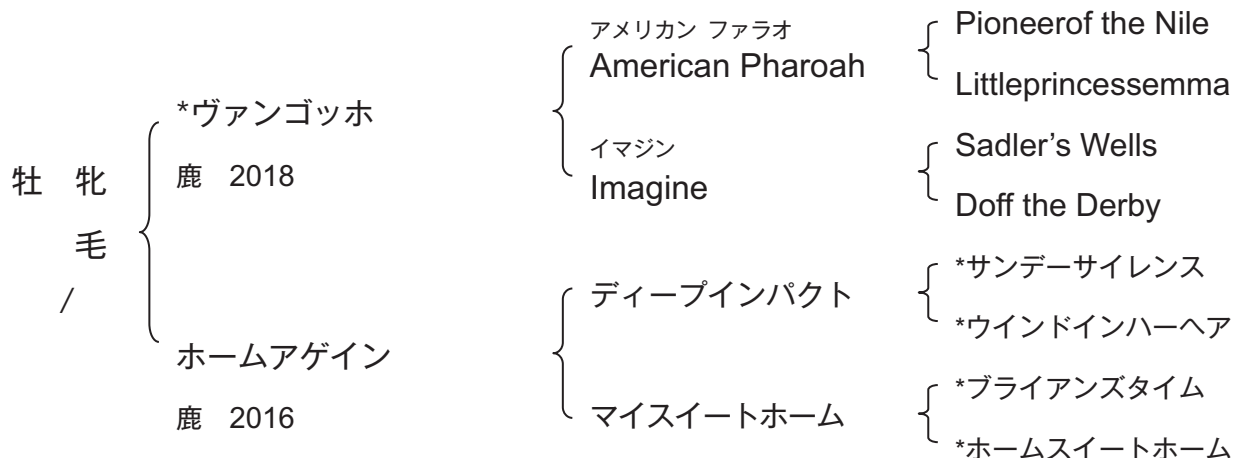 牡 牝
毛
/
*ヴァンゴッホ
鹿 2018
ホームアゲイン
鹿 2016
アメリカン ファラオ
American Pharoah
イマジン
Imagine
ディープインパクト
マイスイートホーム
Pioneerof the Nile
Littleprincessemma
Sadler’s Wells
Doff the Derby
*サンデーサイレンス
*ウインドインハーヘア
*ブライアンズタイム
*ホームスイートホーム